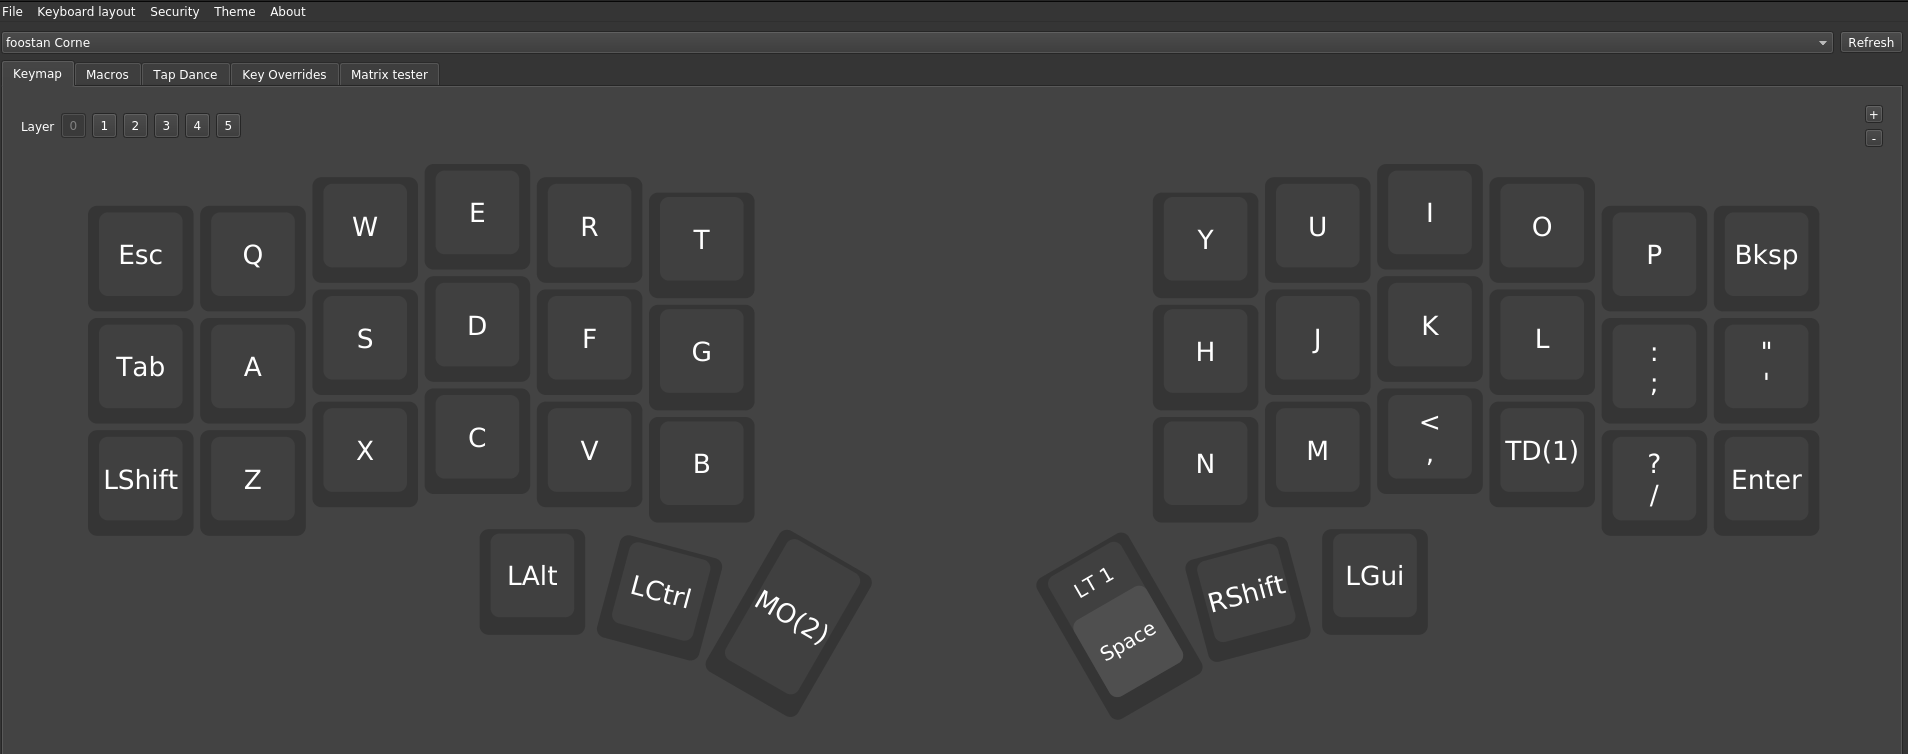 File Keyboard layout Security Theme About
foostan Corne Refresh
Keymap Macros Tap Dance Key Overrides Matrix tester
Layer 0 1 2 3 4 5
+
-
Esc Q W E R T Y U I O P Bksp
Tab A S D F G H J K L : ; " '
LShift Z X C V B N M < , TD(1) ? / Enter
LAlt LCtrl MO(2) LT 1 Space RShift LGui